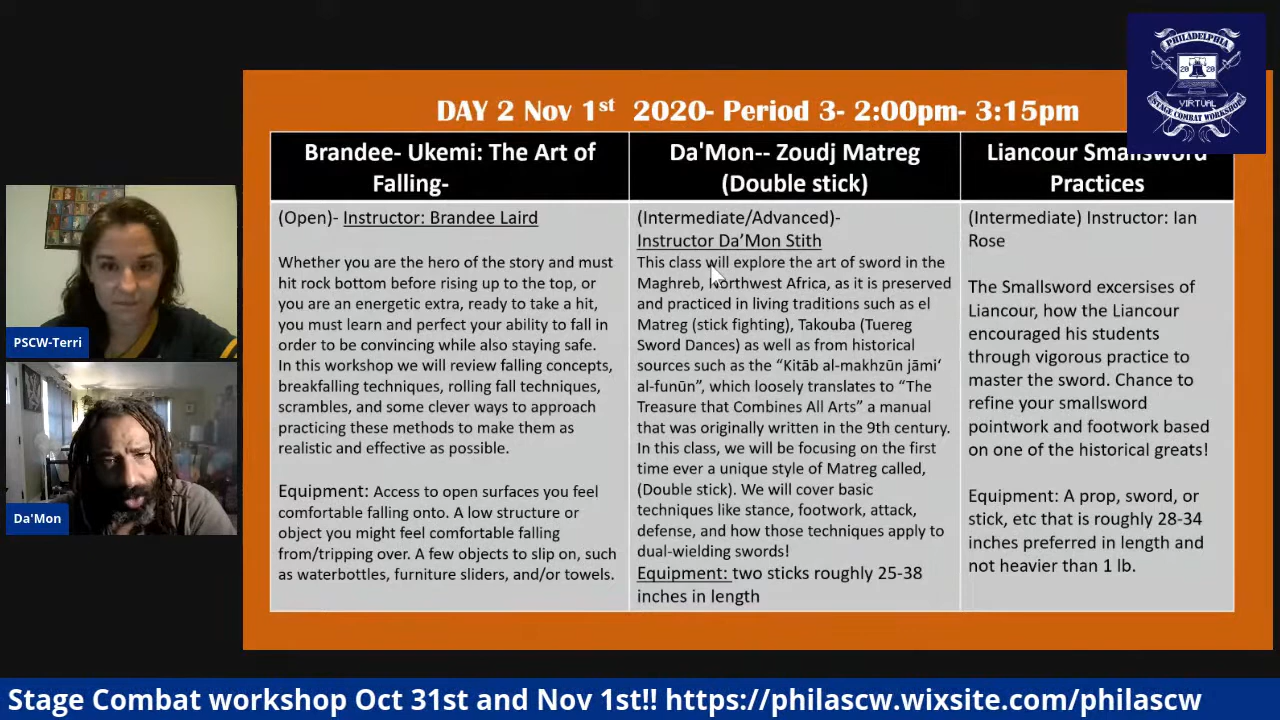 PHILADELPHIA
2020
VIRTUAL
STAGE COMBAT WORKSHOP
DAY 2 Nov 1st 2020- Period 3- 2:00pm- 3:15pm
Brandee- Ukemi: The Art of
Falling-
(Open)- Instructor: Brandee Laird
Whether you are the hero of the story and must
hit rock bottom before rising up to the top, or
you are an energetic extra, ready to take a hit,
you must learn and perfect your ability to fall in
order to be convincing while also staying safe.
In this workshop we will review falling concepts,
breakfalling techniques, rolling fall techniques,
scrambles, and some clever ways to approach
practicing these methods to make them as
realistic and effective as possible.
Equipment: Access to open surfaces you feel
comfortable falling onto. A low structure or
object you might feel comfortable falling
from/tripping over. A few objects to slip on, such
as waterbottles, furniture sliders, and/or towels.
Da'Mon-- Zoudj Matreg
(Double stick)
(Intermediate/Advanced)-
Instructor Da’Mon Stith
This class will explore the art of sword in the
Maghreb, Northwest Africa, as it is preserved
and practiced in living traditions such as el
Matreg (stick fighting), Takouba (Tuereg
Sword Dances) as well as from historical
sources such as the “Kitāb al-makhzūn jāmi‘
al-funūn”, which loosely translates to “The
Treasure that Combines All Arts” a manual
that was originally written in the 9th century.
In this class, we will be focusing on the first
time ever a unique style of Matreg called,
(Double stick). We will cover basic
techniques like stance, footwork, attack,
defense, and how those techniques apply to
dual-wielding swords!
Equipment: two sticks roughly 25-38
inches in length
Liancour Smallsword
Practices
(Intermediate) Instructor: Ian
Rose
The Smallsword excersises of
Liancour, how the Liancour
encouraged his students
through vigorous practice to
master the sword. Chance to
refine your smallsword
pointwork and footwork based
on one of the historical greats!
Equipment: A prop, sword, or
stick, etc that is roughly 28-34
inches preferred in length and
not heavier than 1 lb.
PSCW-Terri
Da'Mon
Stage Combat workshop Oct 31st and Nov 1st!! https://philascw.wixsite.com/philascw